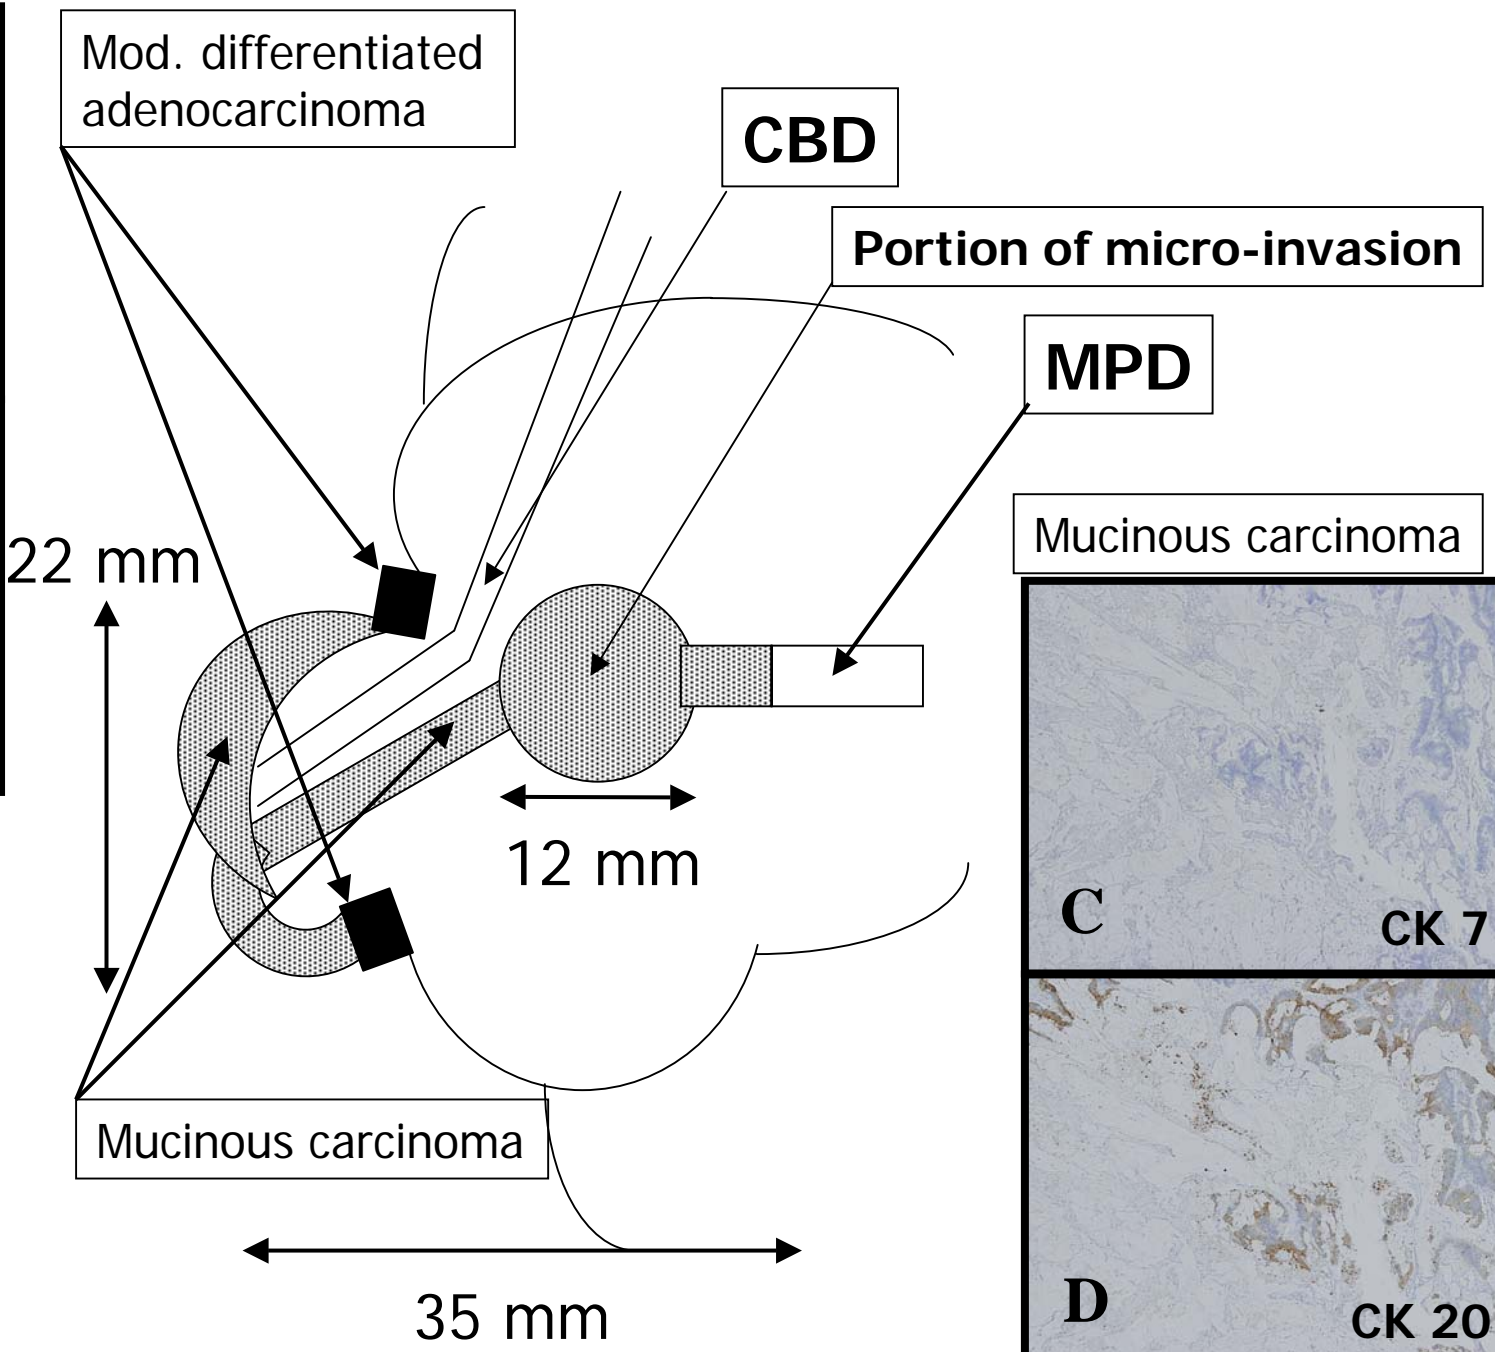 Mod. differentiated
adenocarcinoma
CBD
Portion of micro-invasion
MPD
Mucinous carcinoma
22 mm
12 mm
C
CK 7
Mucinous carcinoma
D
CK 20
35 mm